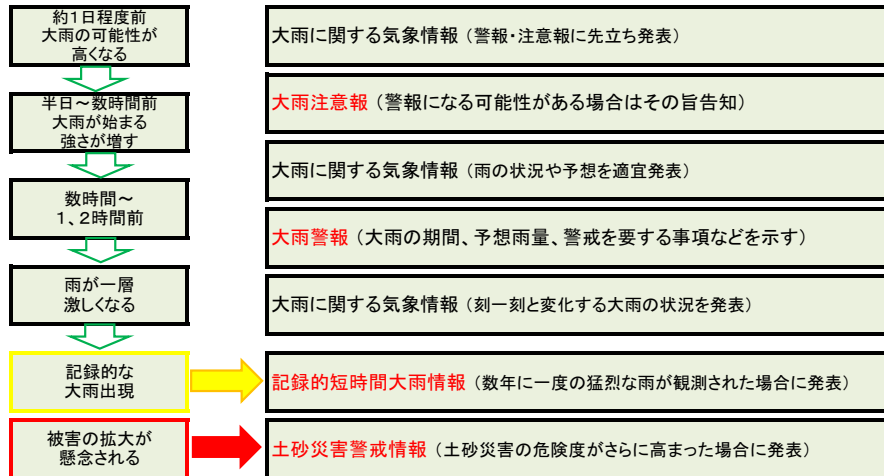 約１日程度前
大雨の可能性が
高くなる
大雨に関する気象情報（警報・注意報に先立ち発表）
半日～数時間前
大雨が始まる
強さが増す
大雨注意報（警報になる可能性がある場合はその旨告知）
大雨に関する気象情報（雨の状況や予想を適宜発表）
数時間～
１、２時間前
大雨警報（大雨の期間、予想雨量、警戒を要する事項などを示す）
雨が一層
激しくなる
大雨に関する気象情報（刻一刻と変化する大雨の状況を発表）
記録的な
大雨出現
記録的短時間大雨情報（数年に一度の猛烈な雨が観測された場合に発表）
被害の拡大が
懸念される
土砂災害警戒情報（土砂災害の危険度がさらに高まった場合に発表）